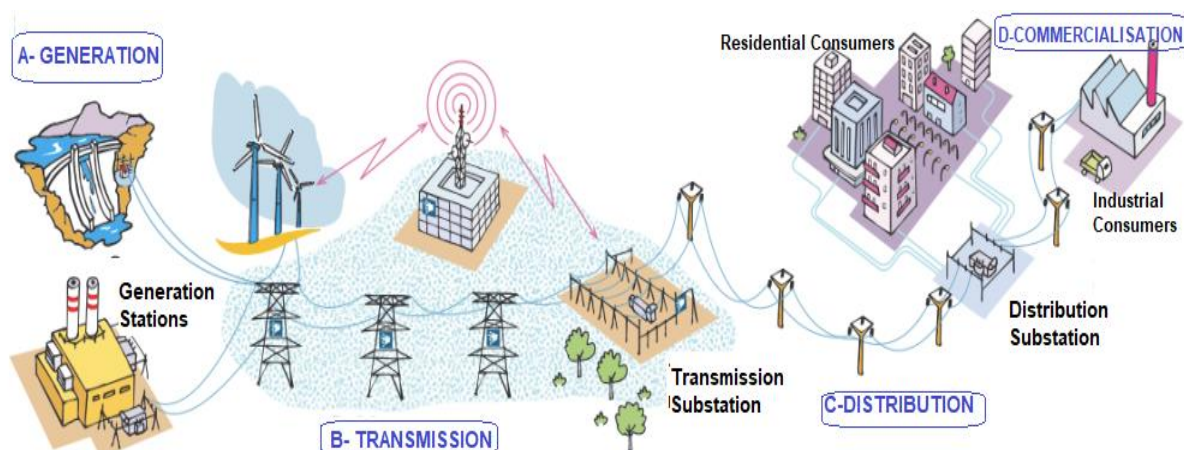 A- GENERATION
Residential Consumers
D-COMMERCIALISATION
Industrial
Consumers
Generation
Stations
Distribution
Substation
Transmission
Substation
C-DISTRIBUTION
B- TRANSMISSION